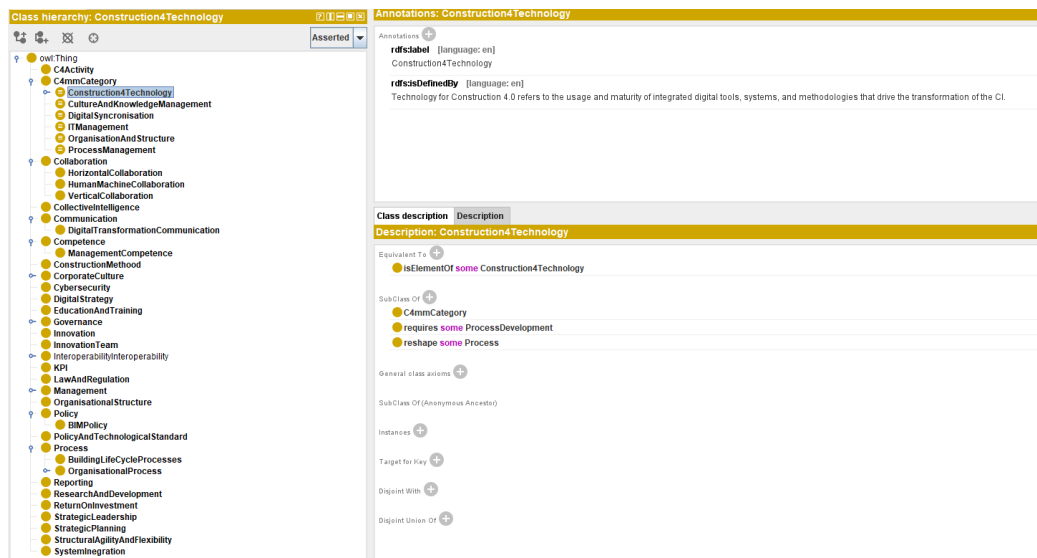 Class hierarchy: Construction4Technology
Asserted
owl:Thing
C4Activity
C4mmCategory
Construction4Technology
CultureAndKnowledgeManagement
DigitalSyncronisation
ITManagement
OrganisationAndStructure
ProcessManagement
Collaboration
HorizontalCollaboration
HumanMachineCollaboration
VerticalCollaboration
CollectiveIntelligence
Communication
DigitalTransformationCommunication
Competence
ManagementCompetence
ConstructionMethood
CorporateCulture
Cybersecurity
DigitalStrategy
EducationAndTraining
Governance
Innovation
InnovationTeam
InteroperabilityInteroperability
KPI
LawAndRegulation
Management
OrganisationalStructure
Policy
BIMPolicy
PolicyAndTechnologicalStandard
Process
BuildingLifeCycleProcesses
OrganisationalProcess
Reporting
ResearchAndDevelopment
ReturnOnInvestment
StrategicLeadership
StrategicPlanning
StructuralAgilityAndFlexibility
SystemInegration
Annotations: Construction4Technology
Annotations
rdfs:label [language: en]
Construction4Technology
rdfs:isDefinedBy [language: en]
Technology for Construction 4.0 refers to the usage and maturity of integrated digital tools, systems, and methodologies that drive the transformation of the CI.
Class description Description
Description: Construction4Technology
Equivalent To
isElementOf some Construction4Technology
SubClass Of
C4mmCategory
requires some ProcessDevelopment
reshape some Process
General class axioms
SubClass Of (Anonymous Ancestor)
Instances
Target for Key
Disjoint With
Disjoint Union Of